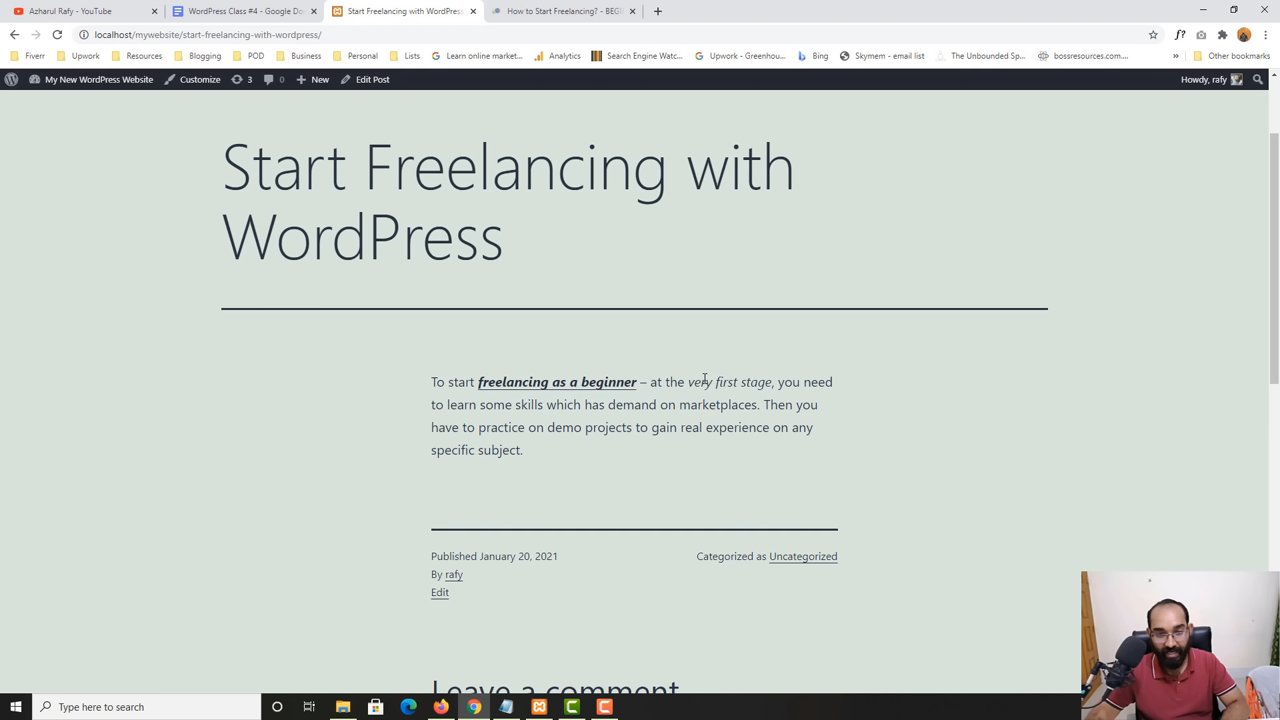 Azharul Rafy - YouTube
WordPress Class #4 - Google Do
Start Freelancing with WordPres
How to Start Freelancing? - BEG
localhost/mywebsite/start-freelancing-with-wordpress/
Fiverr
Upwork
Resources
Blogging
POD
Business
Personal
Lists
Learn online market...
Analytics
Search Engine Watc...
Upwork - Greenhou...
Bing
Skymem - email list
The Unbounded Sp...
bossresources.com...
»
Other bookmarks
My New WordPress Website
Customize
3
0
+ New
Edit Post
Howdy, rafy
Start Freelancing with
WordPress
To start freelancing as a beginner – at the very first stage, you need
to learn some skills which has demand on marketplaces. Then you
have to practice on demo projects to gain real experience on any
specific subject.
Published January 20, 2021
Categorized as Uncategorized
By rafy
Edit
Leave a comment
Type here to search